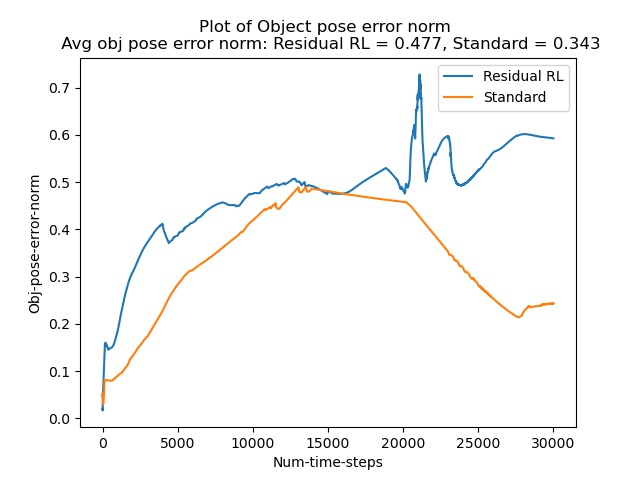 Plot of Object pose error norm
Avg obj pose error norm: Residual RL = 0.477, Standard = 0.343
Residual RL
Standard
Obj-pose-error-norm
0.7
0.6
0.5
0.4
0.3
0.2
0.1
0.0
0 5000 10000 15000 20000 25000 30000
Num-time-steps